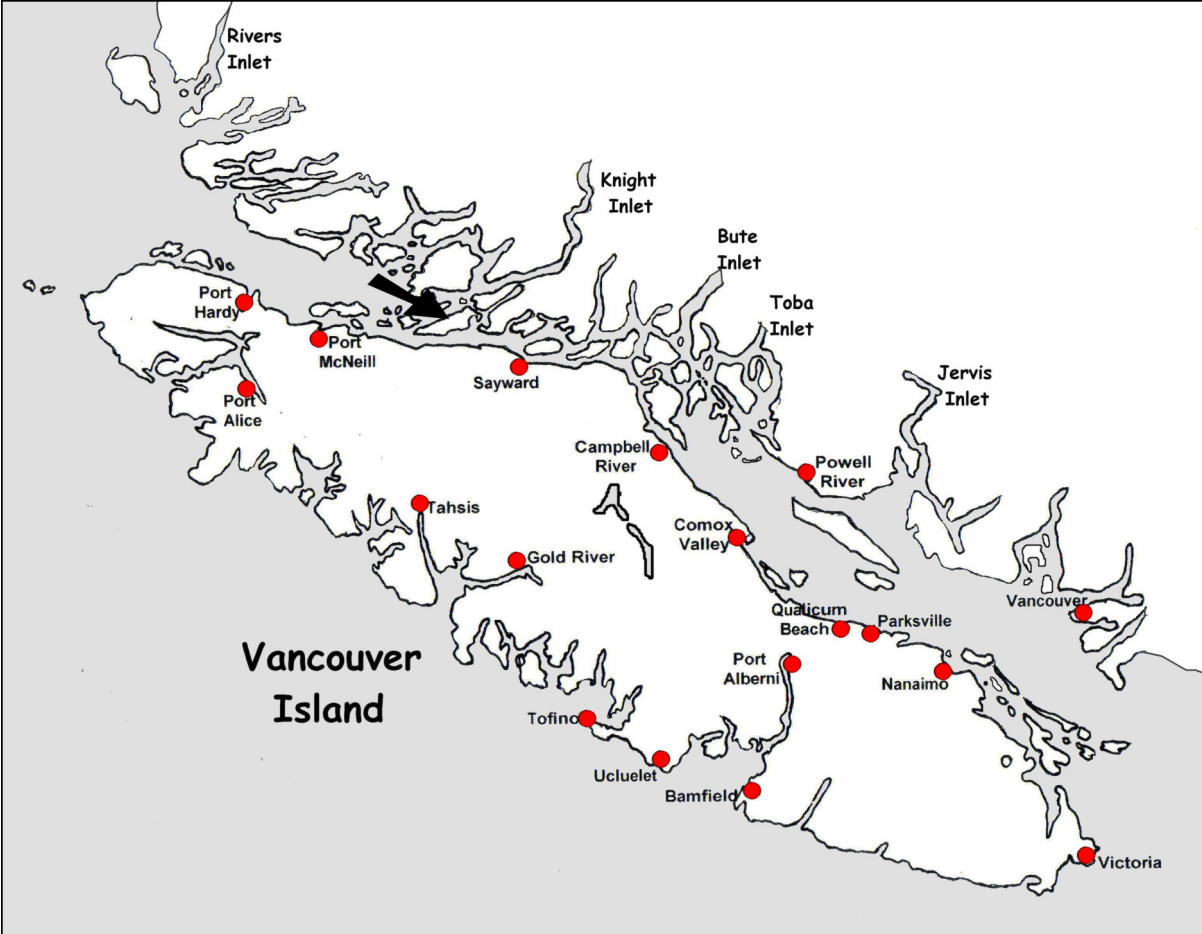 Rivers
Inlet
Knight
Inlet
Bute
Inlet
Toba
Inlet
Port
Hardy
Port
McNeill
Sayward
Jervis
Inlet
Port
Alice
Campbell
River
Powell
River
Tahsis
Comox
Valley
Gold River
Vancouver
Qualicum
Beach
Parksville
Vancouver
Island
Port
Alberni
Nanaimo
Tofino
Ucluelet
Bamfield
Victoria